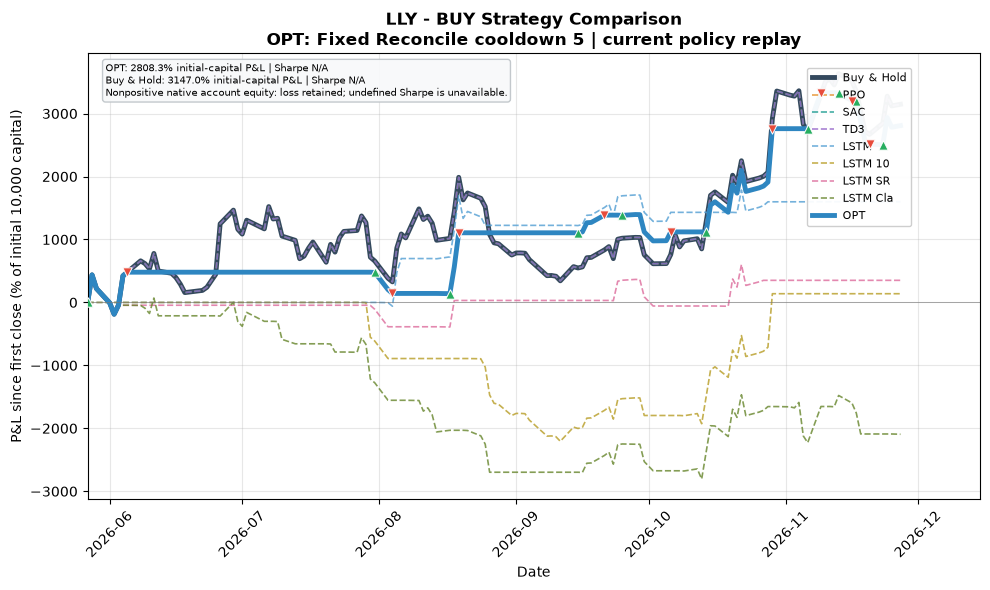 LLY - BUY Strategy Comparison
OPT: Fixed Reconcile cooldown 5 | current policy replay
OPT: 2808.3% initial-capital P&L | Sharpe N/A
Buy & Hold: 3147.0% initial-capital P&L | Sharpe N/A
Nonpositive native account equity: loss retained; undefined Sharpe is unavailable.
Buy & Hold
PPO
SAC
TD3
LSTM
LSTM 10
LSTM SR
LSTM Cla
OPT
P&L since first close (% of initial 10,000 capital)
3000
2000
1000
0
−1000
−2000
−3000
2026-06
2026-07
2026-08
2026-09
2026-10
2026-11
2026-12
Date